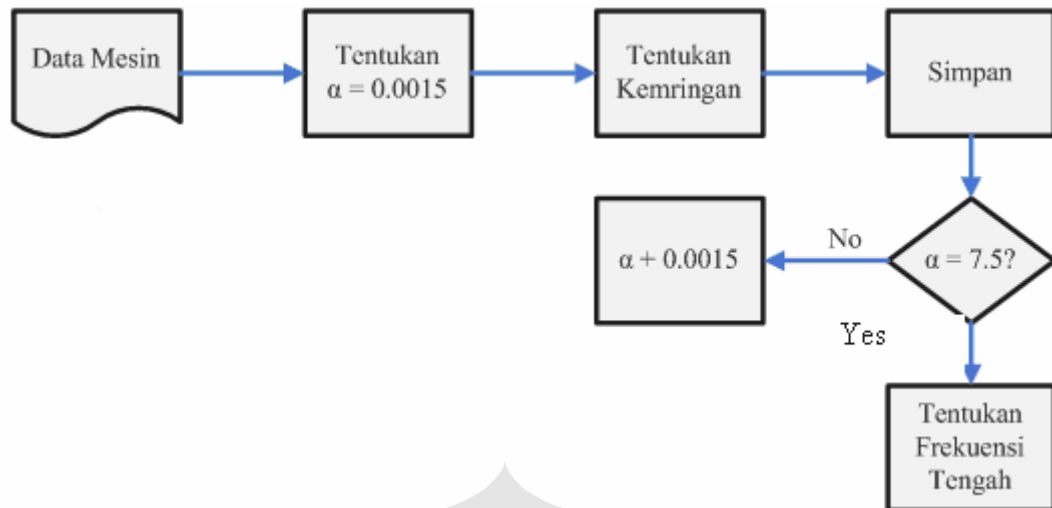 Data Mesin
Tentukan
α = 0.0015
Tentukan
Kemringan
Simpan
α + 0.0015
No
α = 7.5?
Yes
Tentukan
Frekuensi
Tengah